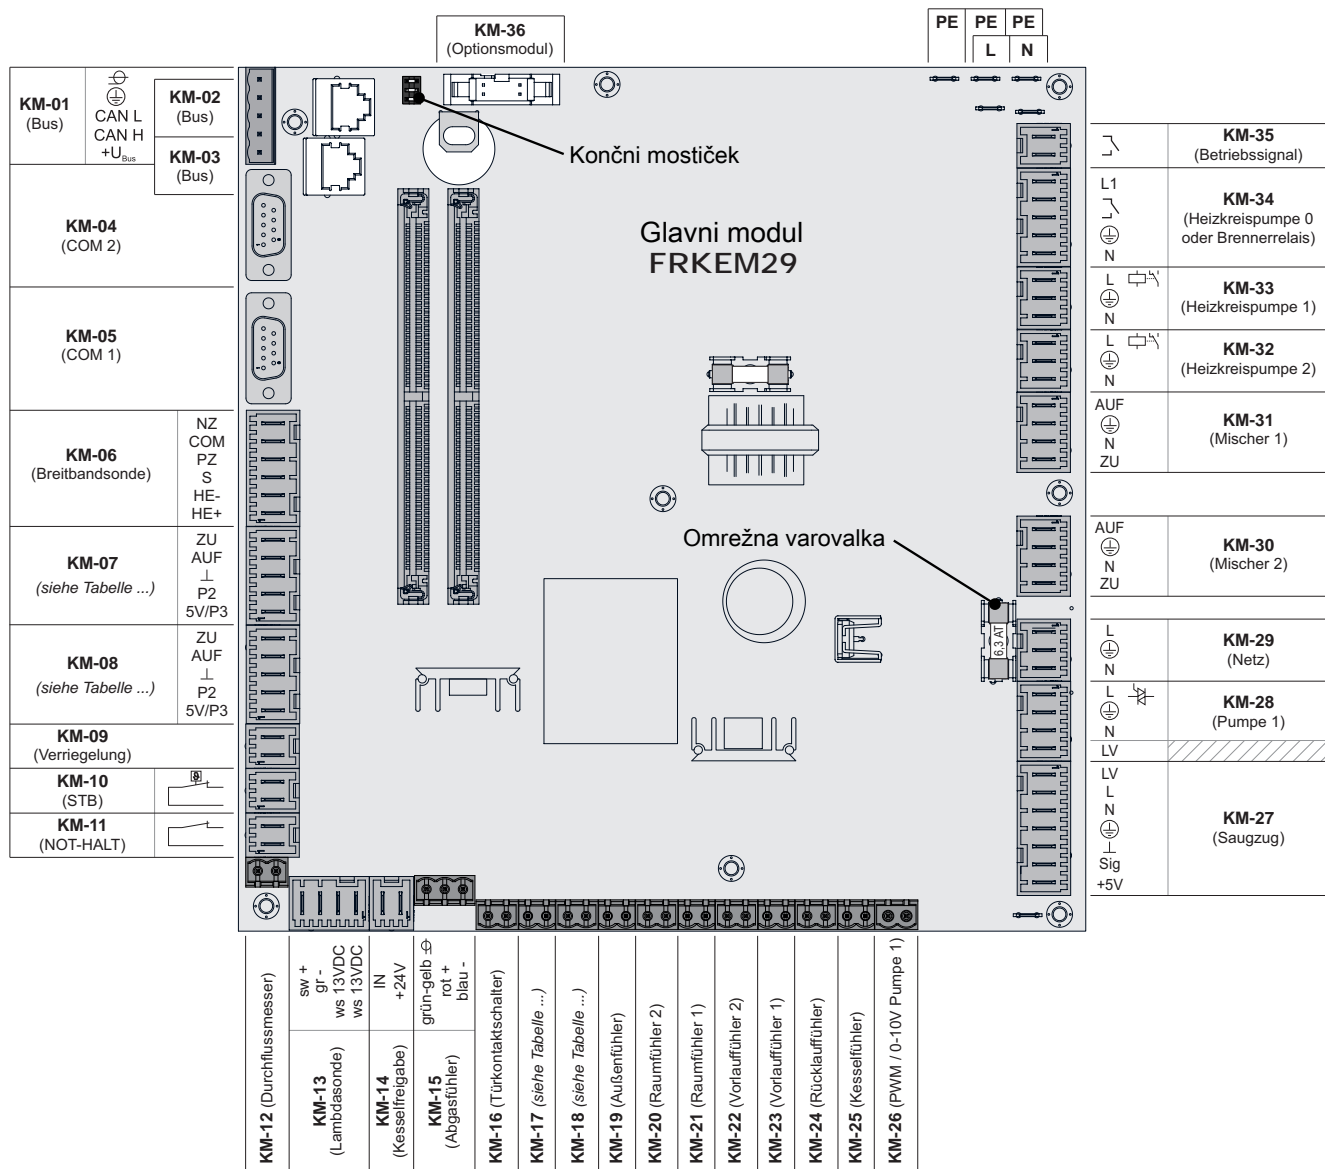 KM-36
(Optionsmodul)
PE
PE
PE
L
N
KM-01
(Bus)
CAN L
CAN H
+U Bus
KM-02
(Bus)
KM-03
(Bus)
KM-04
(COM 2)
KM-05
(COM 1)
KM-06
(Breitbandsonde)
NZ
COM
PZ
S
HE-
HE+
KM-07
(siehe Tabelle ...)
ZU
AUF
⊥
P2
5V/P3
KM-08
(siehe Tabelle ...)
ZU
AUF
⊥
P2
5V/P3
KM-09
(Verriegelung)
KM-10
(STB)
KM-11
(NOT-HALT)
Končni mostiček
Glavni modul
FRKEM29
Omrežna varovalka
6,3 AT
KM-35
(Betriebssignal)
L1
N
KM-34
(Heizkreispumpe 0
oder Brennerrelais)
L
N
KM-33
(Heizkreispumpe 1)
L
N
KM-32
(Heizkreispumpe 2)
AUF
N
ZU
KM-31
(Mischer 1)
AUF
N
ZU
KM-30
(Mischer 2)
L
N
KM-29
(Netz)
L
N
LV
KM-28
(Pumpe 1)
LV
L
N
⊥
Sig
+5V
KM-27
(Saugzug)
KM-12 (Durchflussmesser)
sw +
gr -
ws 13VDC
ws 13VDC
KM-13
(Lambdasonde)
IN
+24V
KM-14
(Kesselfreigabe)
grün-gelb
rot +
blau -
KM-15
(Abgasfühler)
KM-16 (Türkontaktschalter)
KM-17 (siehe Tabelle ...)
KM-18 (siehe Tabelle ...)
KM-19 (Außenfühler)
KM-20 (Raumfühler 2)
KM-21 (Raumfühler 1)
KM-22 (Vorlauffühler 2)
KM-23 (Vorlauffühler 1)
KM-24 (Rücklauffühler)
KM-25 (Kesselfühler)
KM-26 (PWM / 0-10V Pumpe 1)